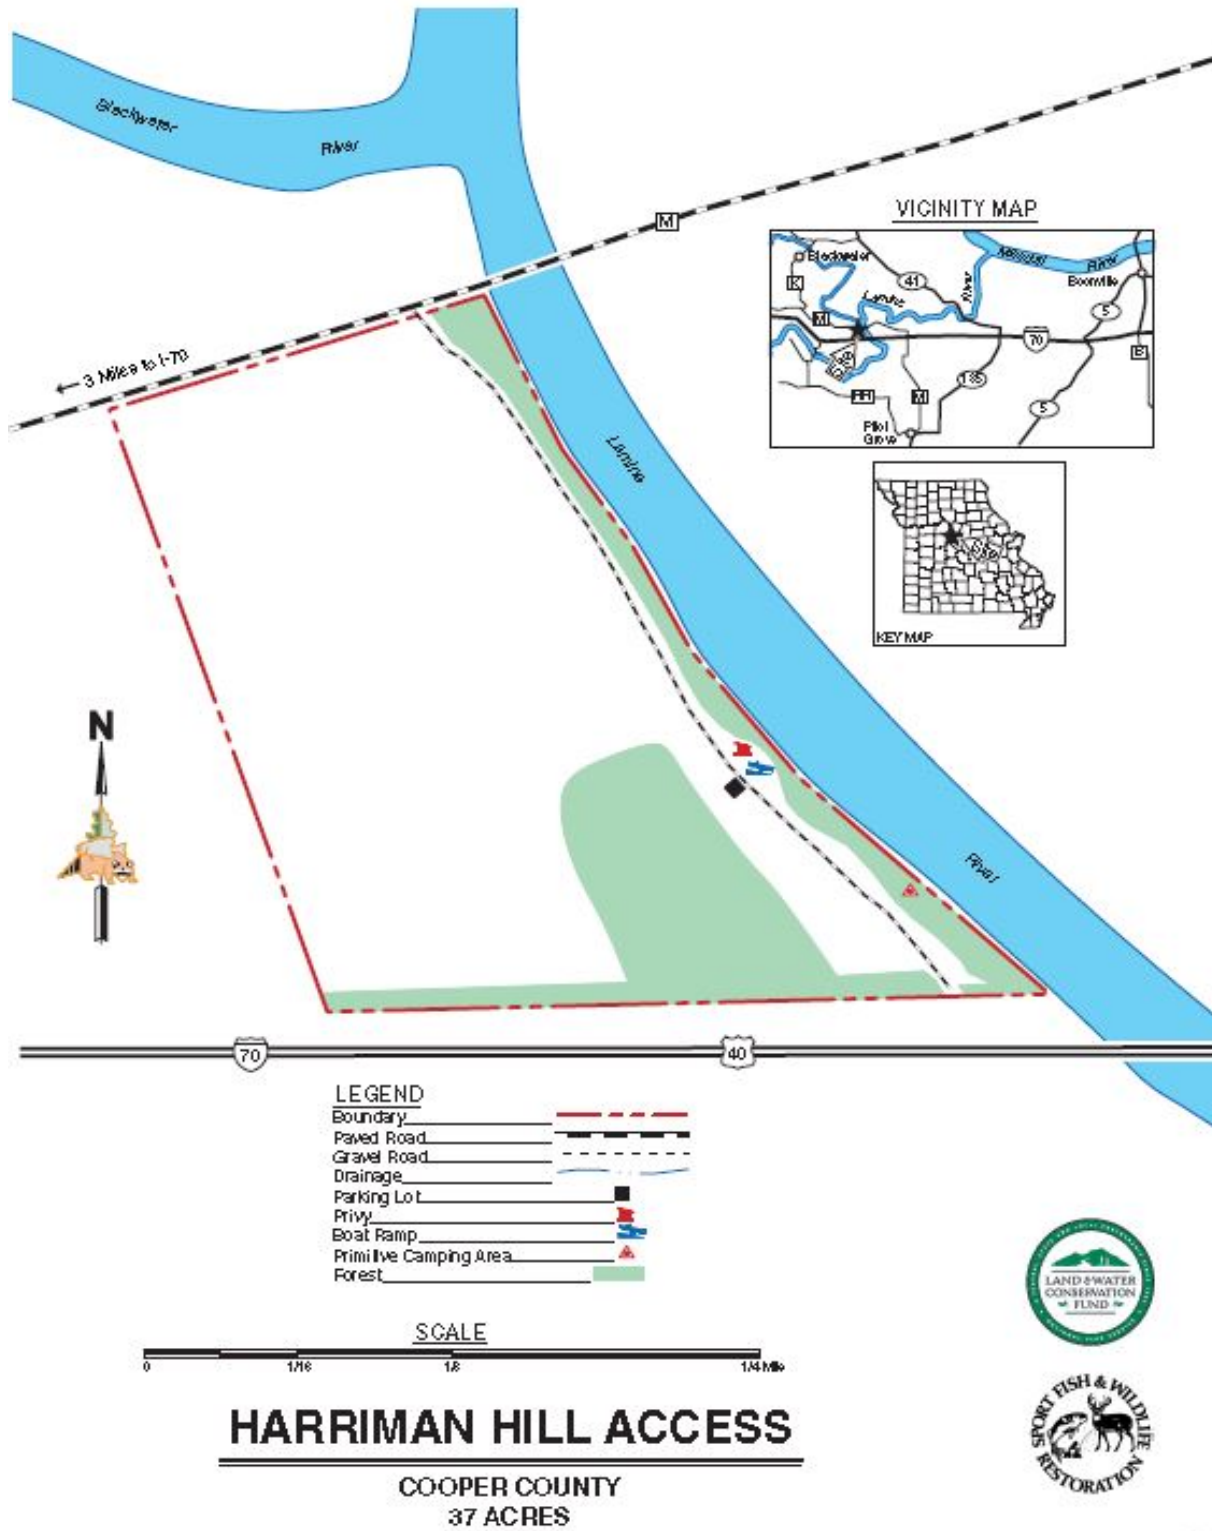 Blackwater
River
M
VICINITY MAP
Blackwater
K
41
Lamine
River
Missouri
River
Boonville
5
M
70
B
135
RR
M
5
Pilot
Grove
← 3 Miles to I-70
Lamine
KEY MAP
N
River
70
40
LEGEND
Boundary
Paved Road
Gravel Road
Drainage
Parking Lot
Privy
Boat Ramp
Primitive Camping Area
Forest
LAND & WATER
CONSERVATION
FUND
SCALE
0 1/16 1/8 1/4 Mile
SPORT FISH & WILDLIFE
RESTORATION
HARRIMAN HILL ACCESS
COOPER COUNTY
37 ACRES